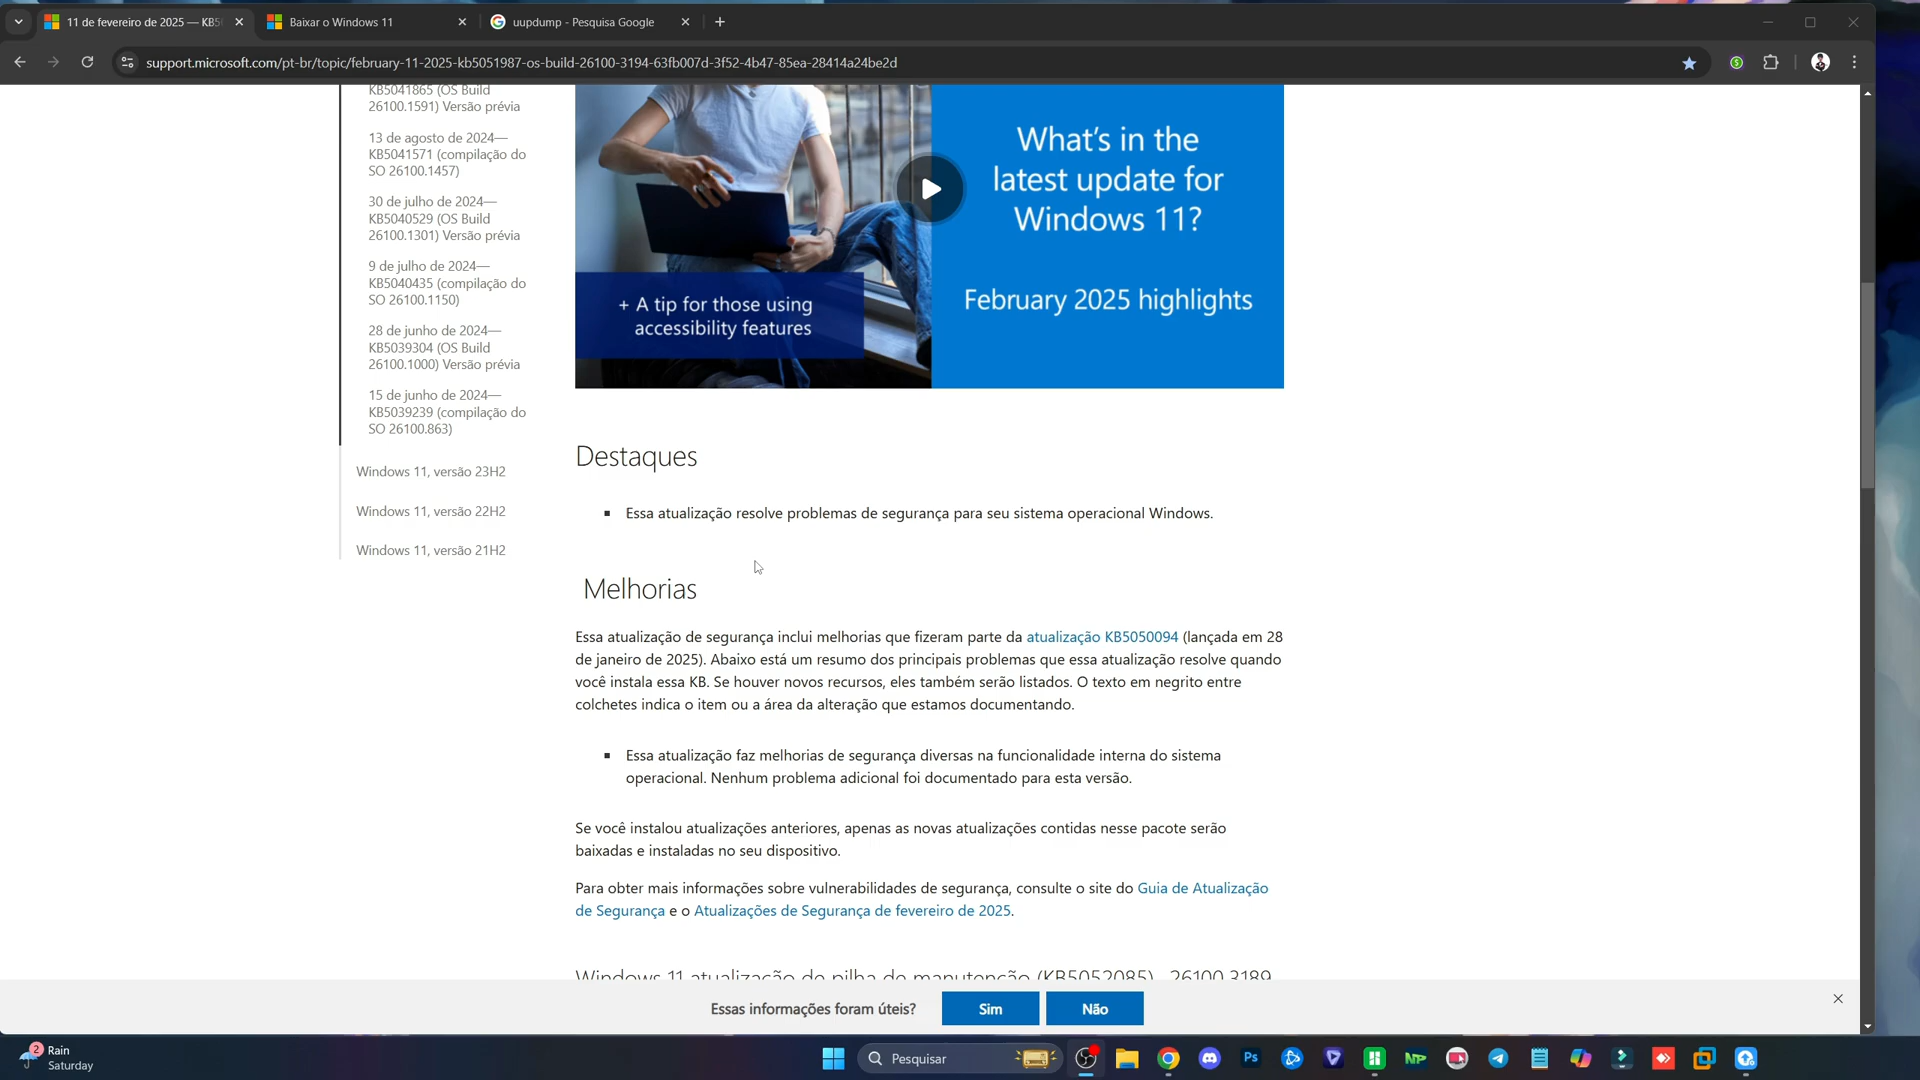 11 de fevereiro de 2025 — KB5
Baixar o Windows 11
uupdump - Pesquisa Google
support.microsoft.com/pt-br/topic/february-11-2025-kb5051987-os-build-26100-3194-63fb007d-3f52-4b47-85ea-28414a24be2d
KB5041865 (OS Build
26100.1591) Versão prévia
13 de agosto de 2024—
KB5041571 (compilação do
SO 26100.1457)
30 de julho de 2024—
KB5040529 (OS Build
26100.1301) Versão prévia
9 de julho de 2024—
KB5040435 (compilação do
SO 26100.1150)
28 de junho de 2024—
KB5039304 (OS Build
26100.1000) Versão prévia
15 de junho de 2024—
KB5039239 (compilação do
SO 26100.863)
Windows 11, versão 23H2
Windows 11, versão 22H2
Windows 11, versão 21H2
What's in the
latest update for
Windows 11?
February 2025 highlights
+ A tip for those using
accessibility features
Destaques
Essa atualização resolve problemas de segurança para seu sistema operacional Windows.
Melhorias
Essa atualização de segurança inclui melhorias que fizeram parte da atualização KB5050094 (lançada em 28
de janeiro de 2025). Abaixo está um resumo dos principais problemas que essa atualização resolve quando
você instala essa KB. Se houver novos recursos, eles também serão listados. O texto em negrito entre
colchetes indica o item ou a área da alteração que estamos documentando.
Essa atualização faz melhorias de segurança diversas na funcionalidade interna do sistema
operacional. Nenhum problema adicional foi documentado para esta versão.
Se você instalou atualizações anteriores, apenas as novas atualizações contidas nesse pacote serão
baixadas e instaladas no seu dispositivo.
Para obter mais informações sobre vulnerabilidades de segurança, consulte o site do Guia de Atualização
de Segurança e o Atualizações de Segurança de fevereiro de 2025.
Windows 11 atualização de pilha de manutenção (KB5052085) - 26100.3189
Essas informações foram úteis?
Sim
Não
2
Rain
Saturday
Pesquisar
Ps
NP